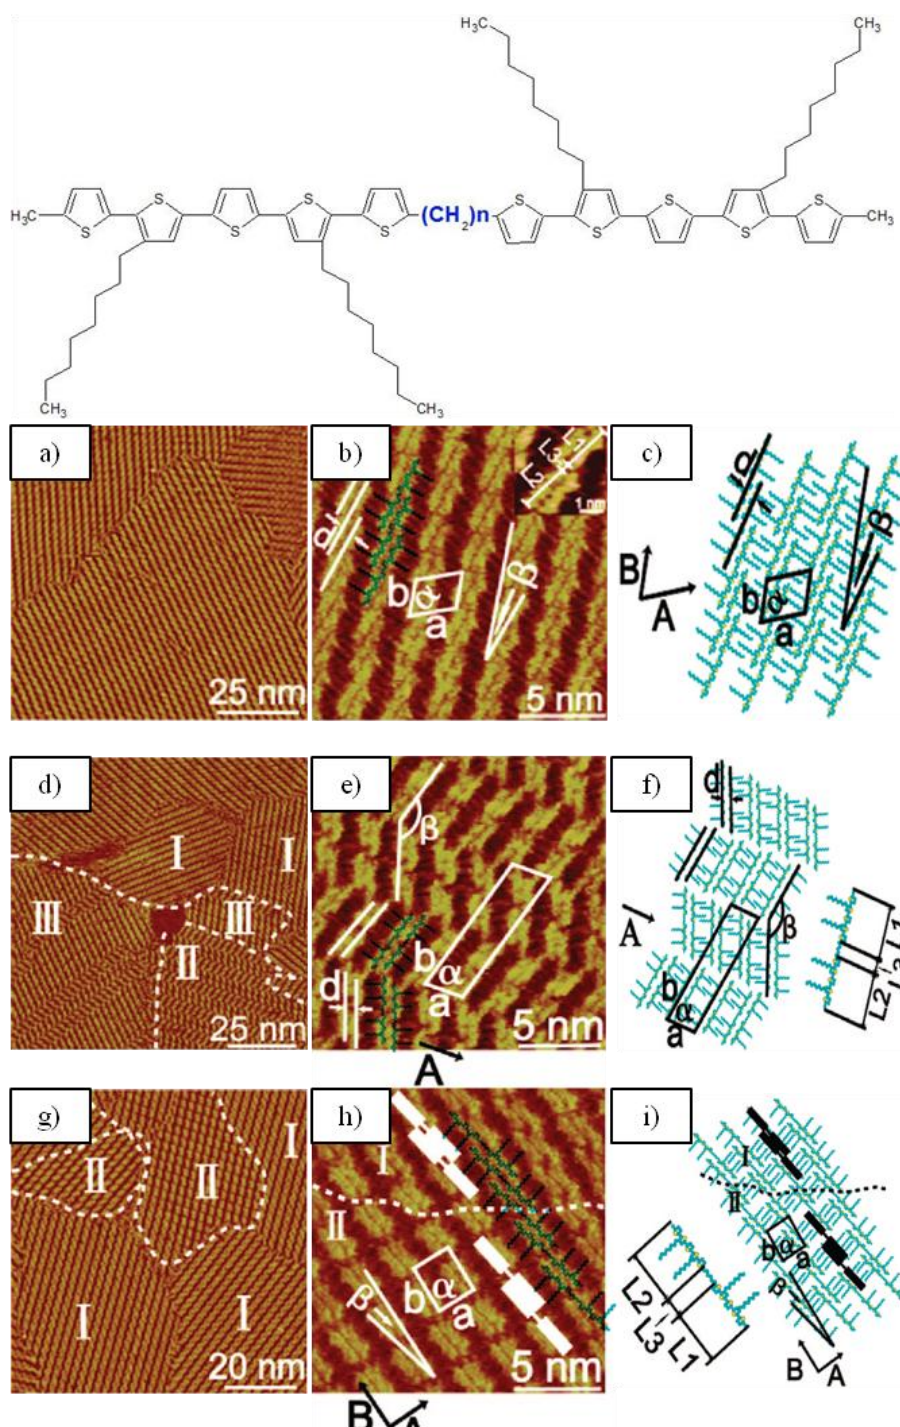 H₃C
CH₃
S
S
S
S
S
H₃C
(CH₂)n
S
S
S
S
S
CH₃
CH₃
CH₃
a)
25 nm
b)
d
b
α
a
β
L1
L3
L2
1 nm
5 nm
c)
d
B
A
b
α
a
β
d)
I
I
III
III
II
25 nm
e)
β
b
α
a
d
5 nm
A
f)
d
A
β
b
α
a
L1
L3
L2
g)
I
II
II
I
I
20 nm
h)
I
II
b
α
a
β
5 nm
B
A
i)
I
II
b
α
a
β
L2
L3
L1
B
A